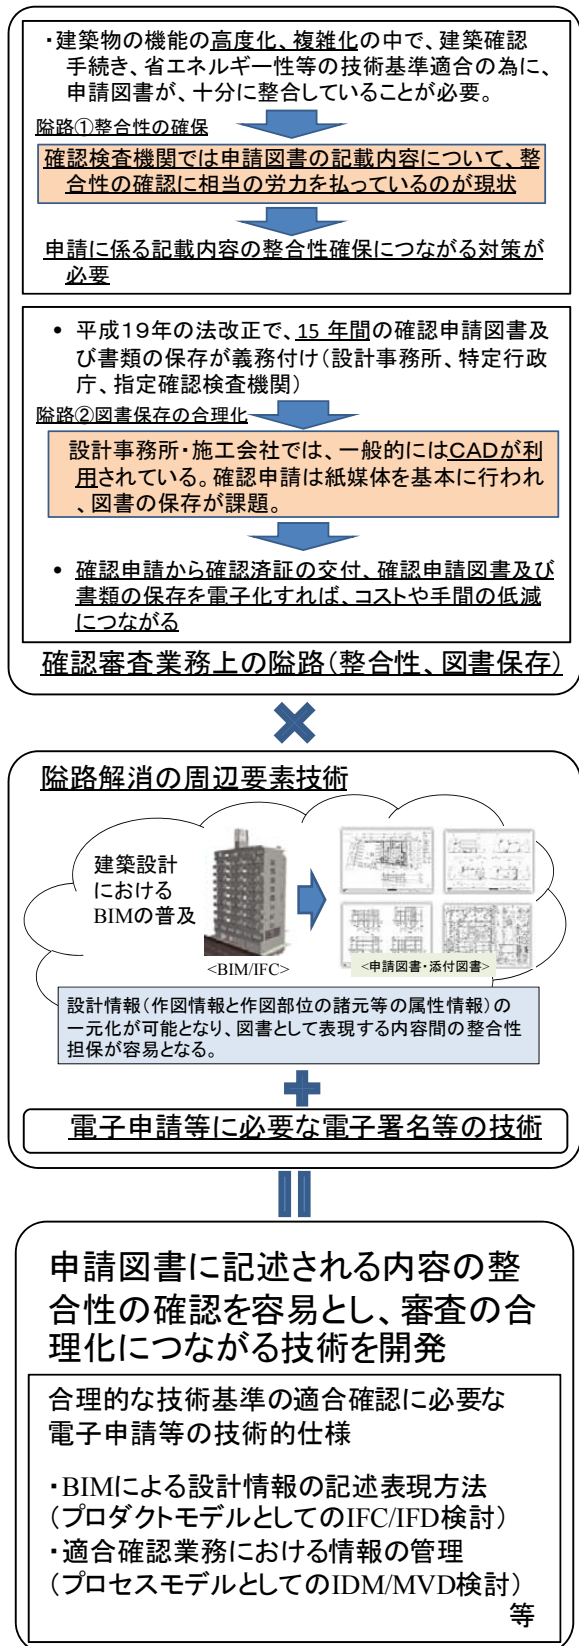 ・建築物の機能の高度化、複雑化の中で、建築確認
手続き、省エネルギー性等の技術基準適合の為に、
申請図書が、十分に整合していることが必要。
隘路①整合性の確保
確認検査機関では申請図書の記載内容について、整
合性の確認に相当の労力を払っているのが現状
申請に係る記載内容の整合性確保につながる対策が
必要
• 平成19年の法改正で、15 年間の確認申請図書及
び書類の保存が義務付け(設計事務所、特定行政
庁、指定確認検査機関)
隘路②図書保存の合理化
設計事務所・施工会社では、一般的にはCADが利
用されている。確認申請は紙媒体を基本に行われ
、図書の保存が課題。
• 確認申請から確認済証の交付、確認申請図書及び
書類の保存を電子化すれば、コストや手間の低減
につながる
確認審査業務上の隘路(整合性、図書保存)
隘路解消の周辺要素技術
建築設計
における
BIMの普及
<BIM/IFC>
<申請図書・添付図書>
設計情報(作図情報と作図部位の諸元等の属性情報)の
一元化が可能となり、図書として表現する内容間の整合性
担保が容易となる。
電子申請等に必要な電子署名等の技術
申請図書に記述される内容の整
合性の確認を容易とし、審査の合
理化につながる技術を開発
合理的な技術基準の適合確認に必要な
電子申請等の技術的仕様
・BIMによる設計情報の記述表現方法
(プロダクトモデルとしてのIFC/IFD検討)
・適合確認業務における情報の管理
(プロセスモデルとしてのIDM/MVD検討)
等